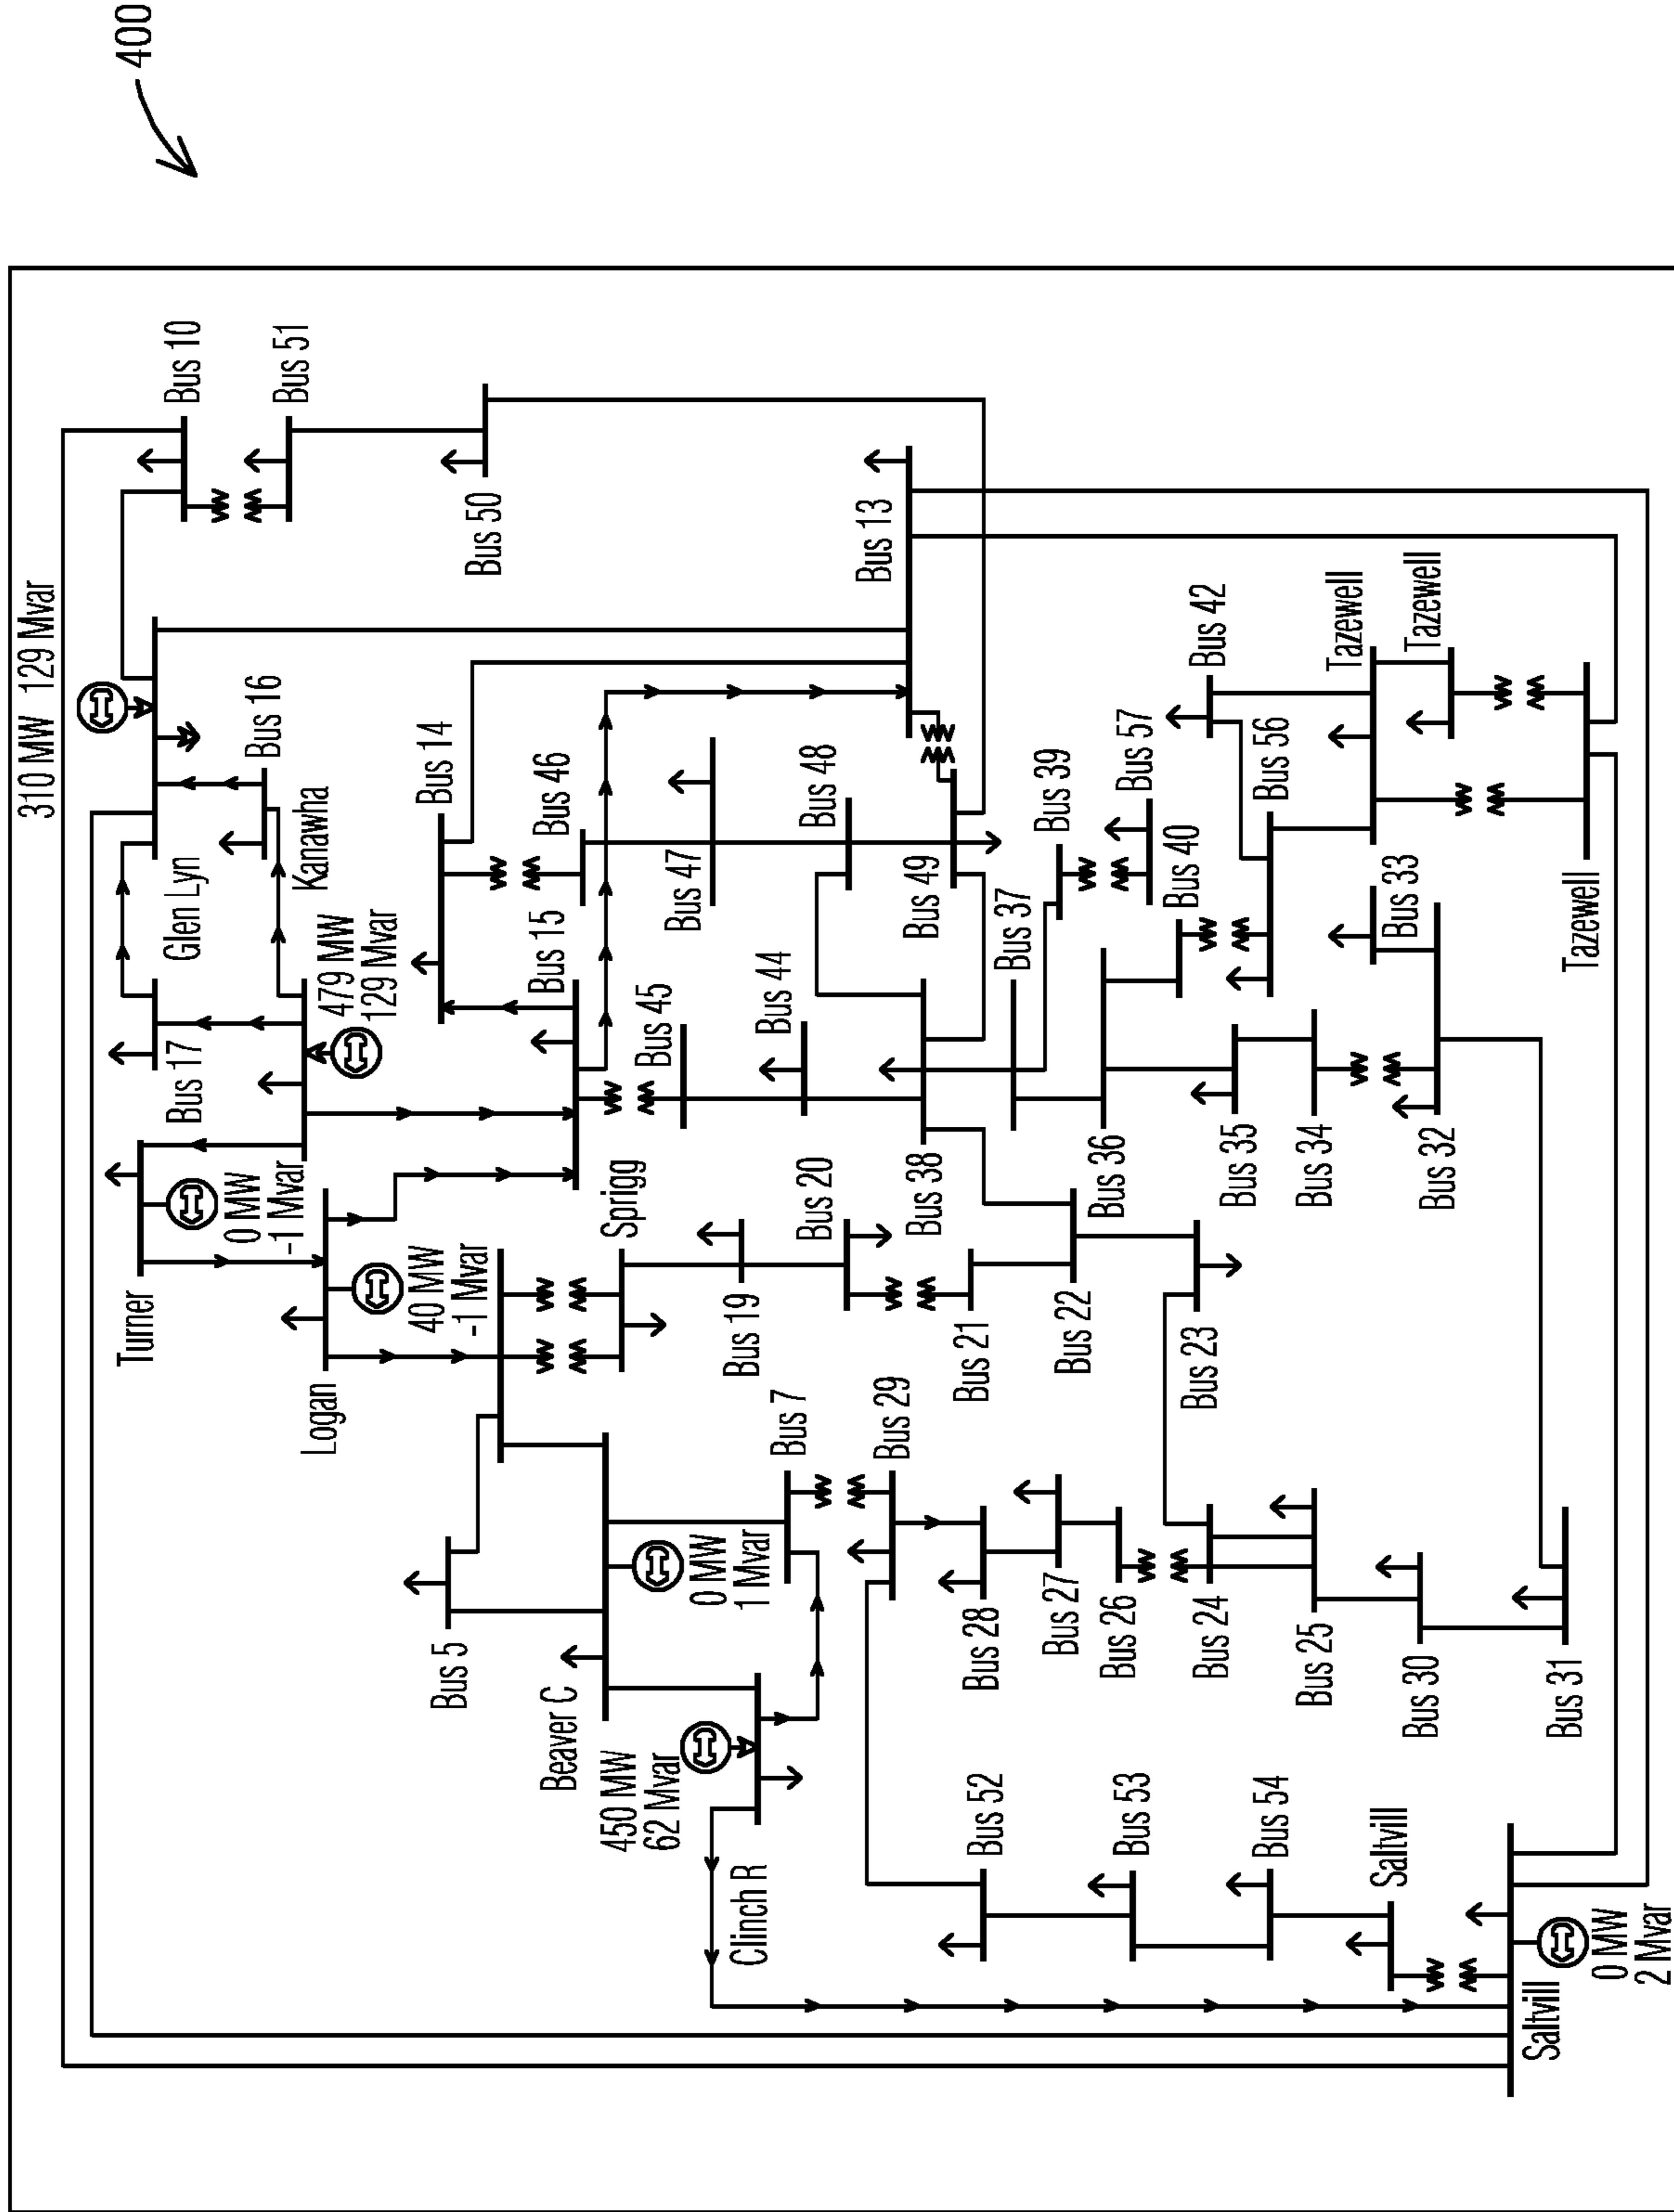 400
310 MW 129 Mvar
Bus 10
Bus 51
Turner
0 MW
-1 Mvar
Bus 17
Glen Lyn
Bus 16
Kanawha
479 MW
129 Mvar
Logan
40 MW
-1 Mvar
Bus 14
Bus 50
Bus 5
Sprigg
Bus 15
Bus 46
Beaver C
0 MW
1 Mvar
Bus 45
Bus 47
450 MW
62 Mvar
Clinch R
Bus 7
Bus 19
Bus 20
Bus 44
Bus 48
Bus 13
Bus 29
Bus 38
Bus 49
Bus 52
Bus 28
Bus 21
Bus 37
Bus 39
Bus 27
Bus 22
Bus 36
Bus 57
Bus 53
Bus 26
Bus 40
Bus 42
Bus 24
Bus 23
Bus 35
Bus 56
Bus 54
Bus 25
Bus 34
Tazewell
Saltvill
Bus 30
Bus 32
Bus 33
Tazewell
Saltvill
0 MW
2 Mvar
Bus 31
Tazewell